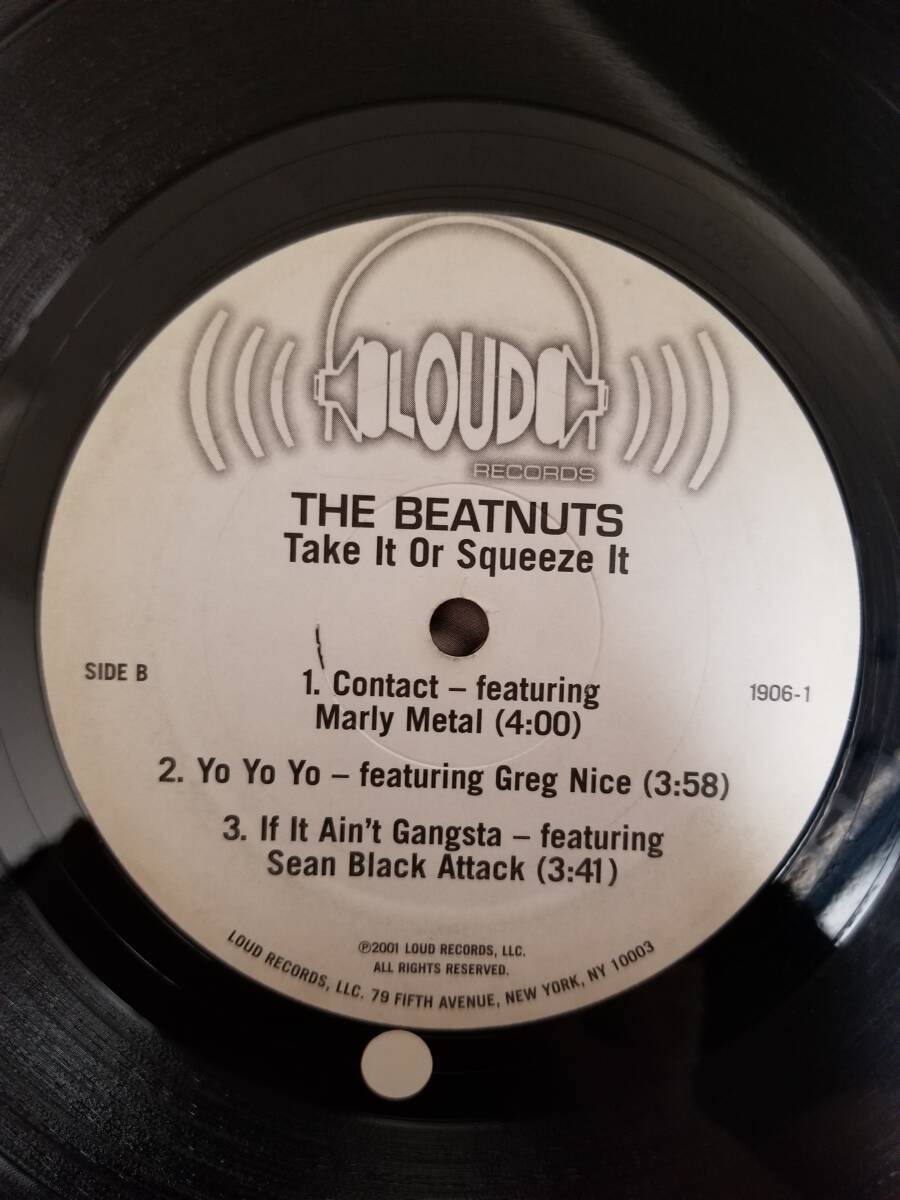 LOUD
RECORDS
THE BEATNUTS
Take It Or Squeeze It
SIDE B
1906-1
1. Contact – featuring
Marly Metal (4:00)
2. Yo Yo Yo – featuring Greg Nice (3:58)
3. If It Ain't Gangsta – featuring
Sean Black Attack (3:41)
℗2001 LOUD RECORDS, LLC.
ALL RIGHTS RESERVED.
LOUD RECORDS, LLC. 79 FIFTH AVENUE, NEW YORK, NY 10003